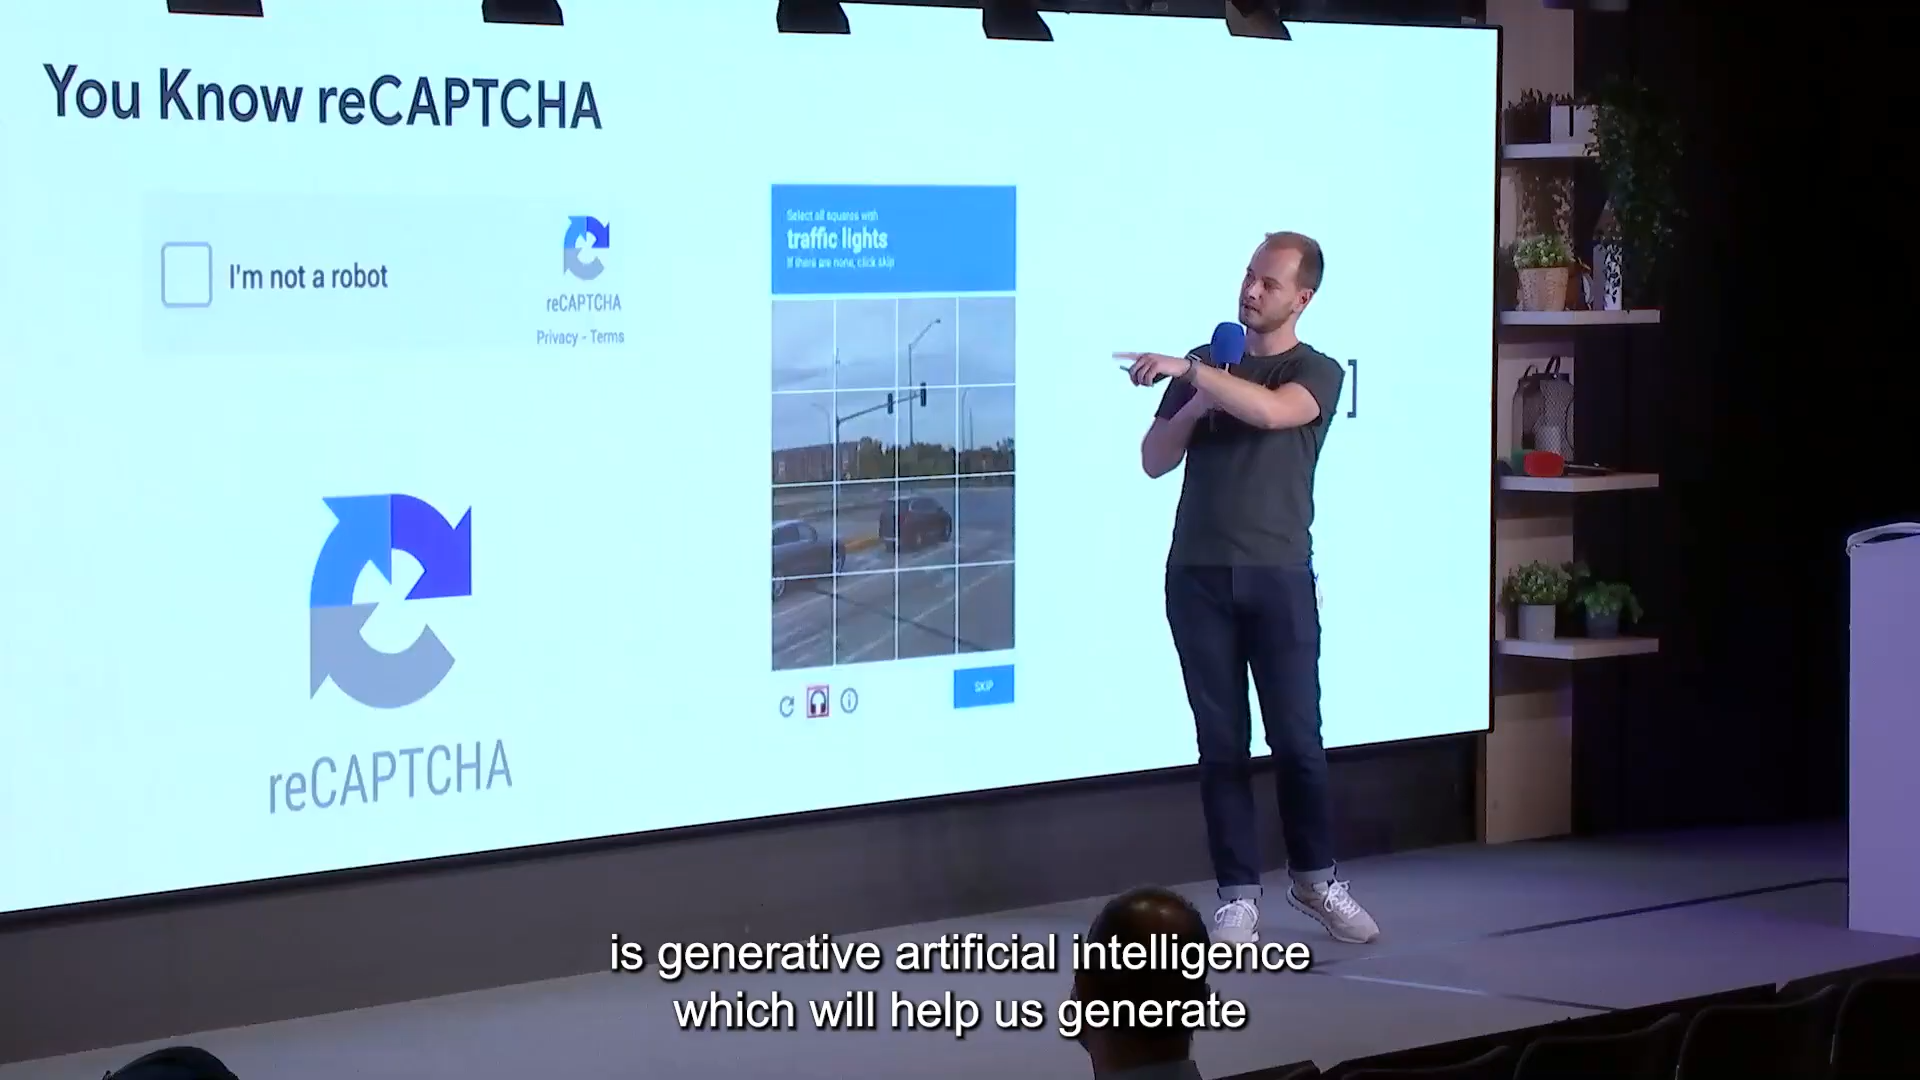 You Know reCAPTCHA
I'm not a robot
reCAPTCHA
Privacy - Terms
Select all squares with
traffic lights
If there are none, click skip
SKIP
]
reCAPTCHA
is generative artificial intelligence
which will help us generate